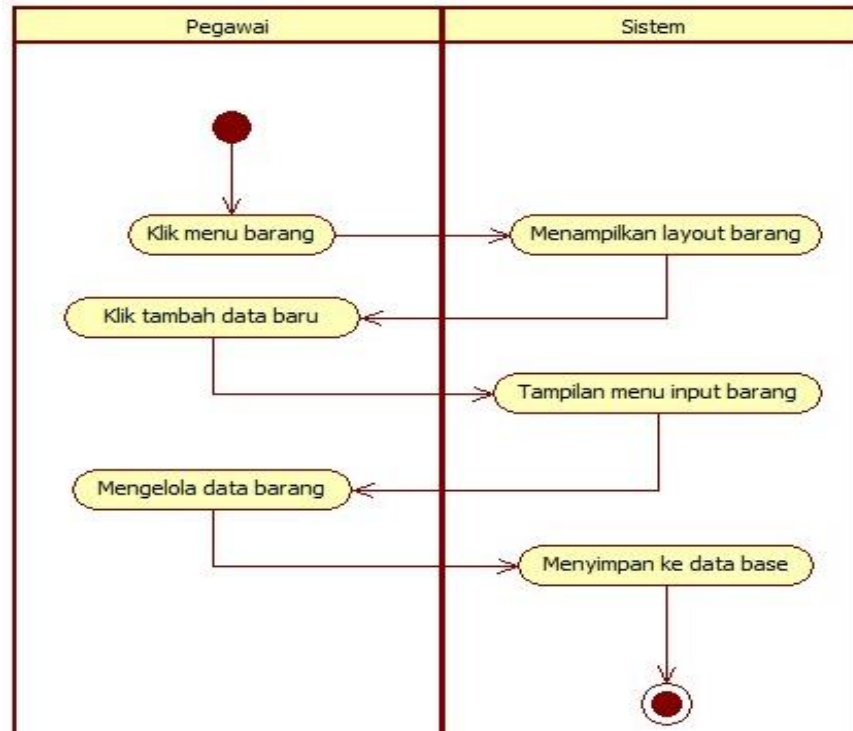 Pegawai
Sistem
Klik menu barang
Menampilkan layout barang
Klik tambah data baru
Tampilan menu input barang
Mengelola data barang
Menyimpan ke data base